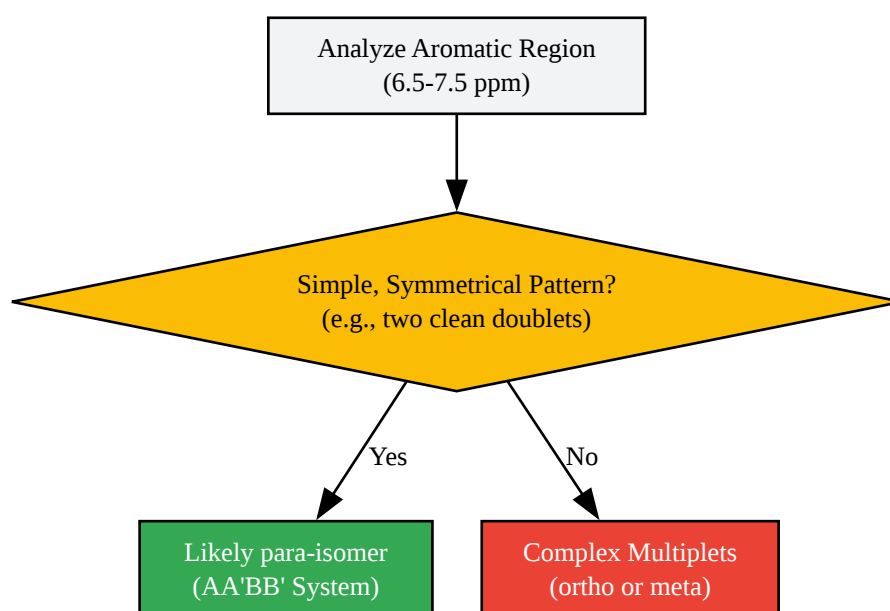 Analyze Aromatic Region
(6.5-7.5 ppm)
Simple, Symmetrical Pattern?
(e.g., two clean doublets)
Yes
No
Likely para-isomer
(AA'BB' System)
Complex Multiplets
(ortho or meta)